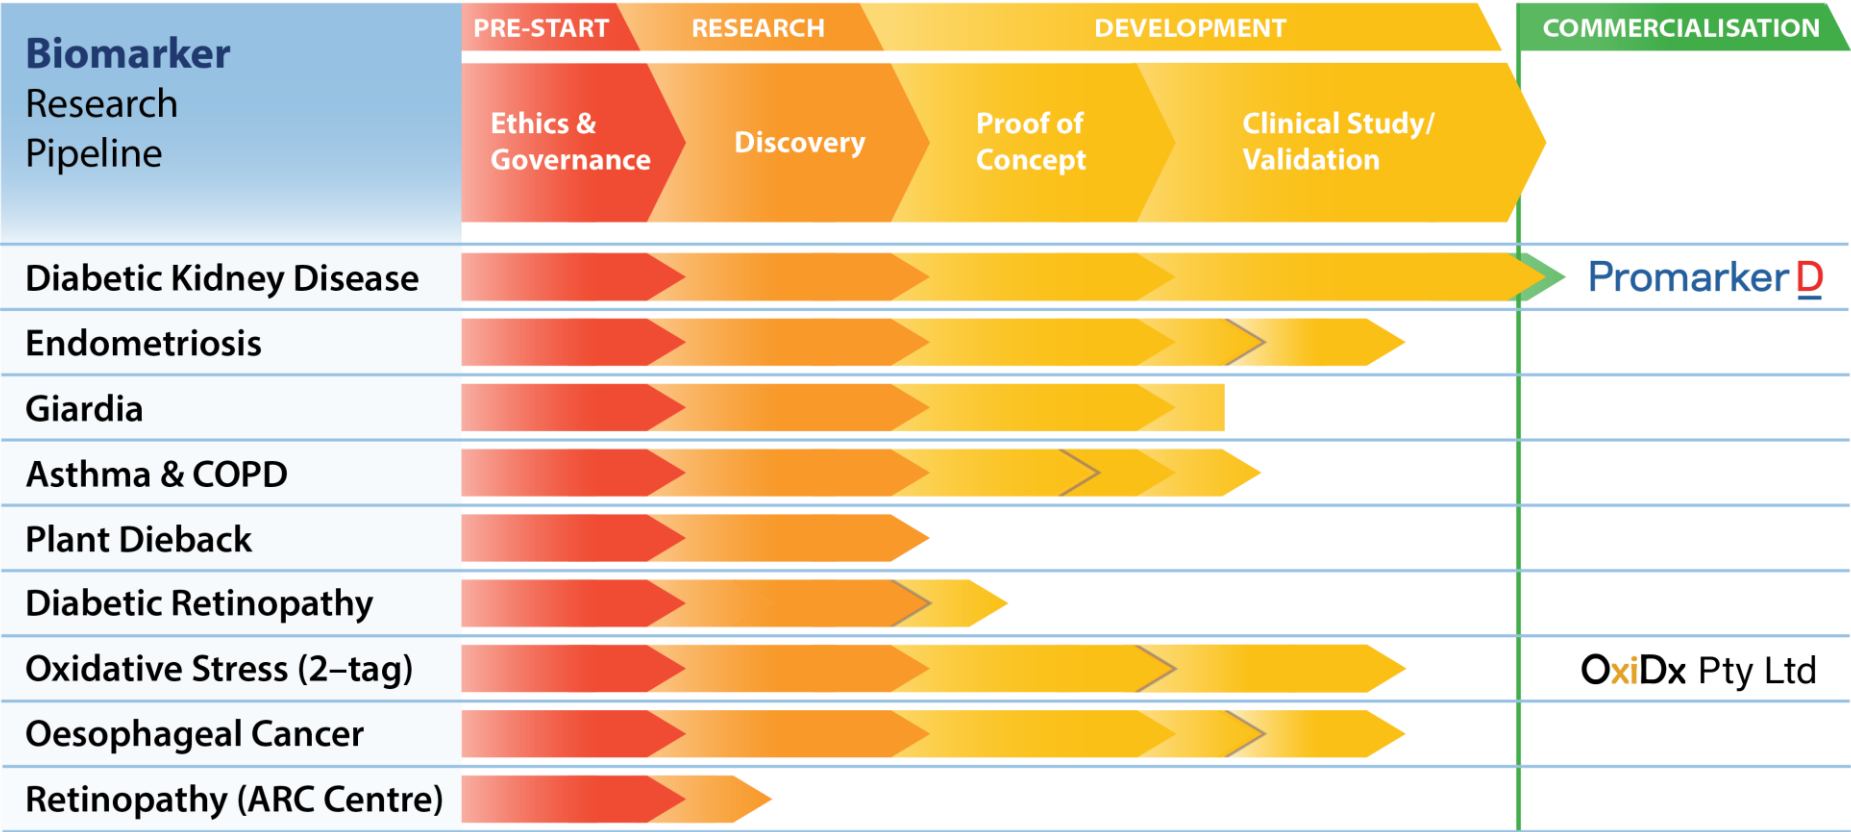 PRE-START
RESEARCH
DEVELOPMENT
COMMERCIALISATION
Biomarker
Research
Pipeline
Ethics &
Governance
Discovery
Proof of
Concept
Clinical Study/
Validation
Diabetic Kidney Disease
PromarkerD
Endometriosis
Giardia
Asthma & COPD
Plant Dieback
Diabetic Retinopathy
Oxidative Stress (2–tag)
OxiDx Pty Ltd
Oesophageal Cancer
Retinopathy (ARC Centre)